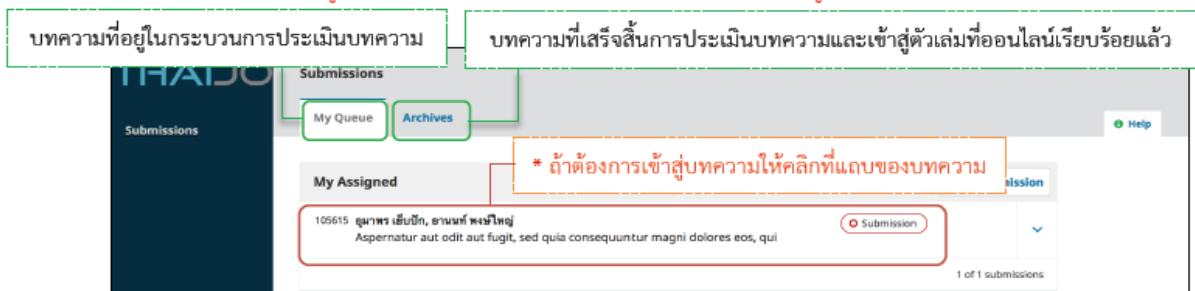 บทความที่อยู่ในกระบวนการประเมินบทความ
บทความที่เสร็จสิ้นการประเมินบทความและเข้าสู่ตัวเล่มที่ออนไลน์เรียบร้อยแล้ว
Submissions
My Queue Archives
Submissions
Help
* ถ้าต้องการเข้าสู่บทความให้คลิกที่แถบของบทความ
My Assigned
105615 อุมาพร เย็บปัก, อานนท์ พงษ์ใหญ่
Submission
Aspernatur aut odit aut fugit, sed quia consequuntur magni dolores eos, qui
1 of 1 submissions